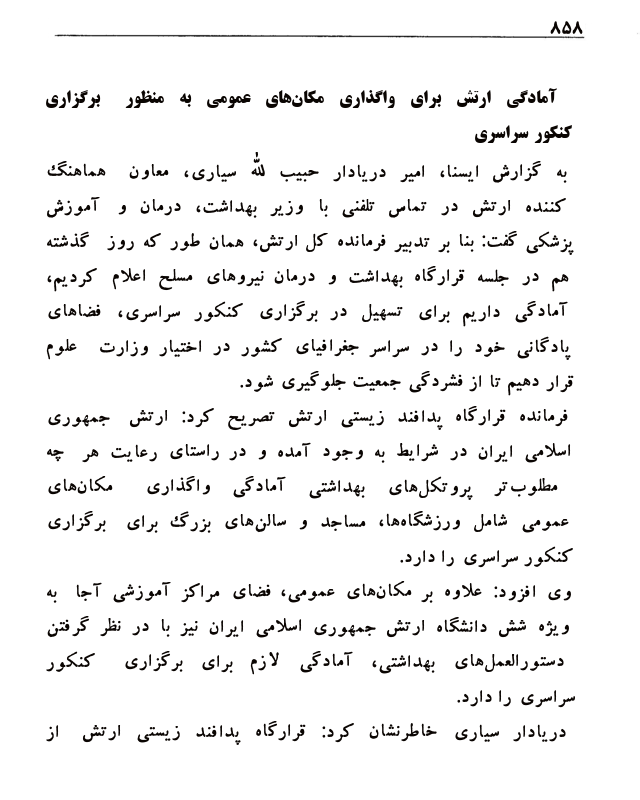 ۸۵۸
آمادگی ارتش برای واگذاری مکان‌های عمومی به منظور برگزاری
کنکور سراسری
به گزارش ایسنا، امیر دریادار حبیب الله سیاری، معاون هماهنگ
کننده ارتش در تماس تلفنی با وزیر بهداشت، درمان و آموزش
پزشکی گفت: بنا بر تدبیر فرمانده کل ارتش، همان طور که روز گذشته
هم در جلسه قرارگاه بهداشت و درمان نیروهای مسلح اعلام کردیم،
آمادگی داریم برای تسهیل در برگزاری کنکور سراسری، فضاهای
پادگانی خود را در سراسر جغرافیای کشور در اختیار وزارت علوم
قرار دهیم تا از فشردگی جمعیت جلوگیری شود.
فرمانده قرارگاه پدافند زیستی ارتش تصریح کرد: ارتش جمهوری
اسلامی ایران در شرایط به وجود آمده و در راستای رعایت هر چه
مطلوب‌تر پروتکل‌های بهداشتی آمادگی واگذاری مکان‌های
عمومی شامل ورزشگاه‌ها، مساجد و سالن‌های بزرگ برای برگزاری
کنکور سراسری را دارد.
وی افزود: علاوه بر مکان‌های عمومی، فضای مراکز آموزشی آجا به
ویژه شش دانشگاه ارتش جمهوری اسلامی ایران نیز با در نظر گرفتن
دستورالعمل‌های بهداشتی، آمادگی لازم برای برگزاری کنکور
سراسری را دارد.
دریادار سیاری خاطرنشان کرد: قرارگاه پدافند زیستی ارتش از